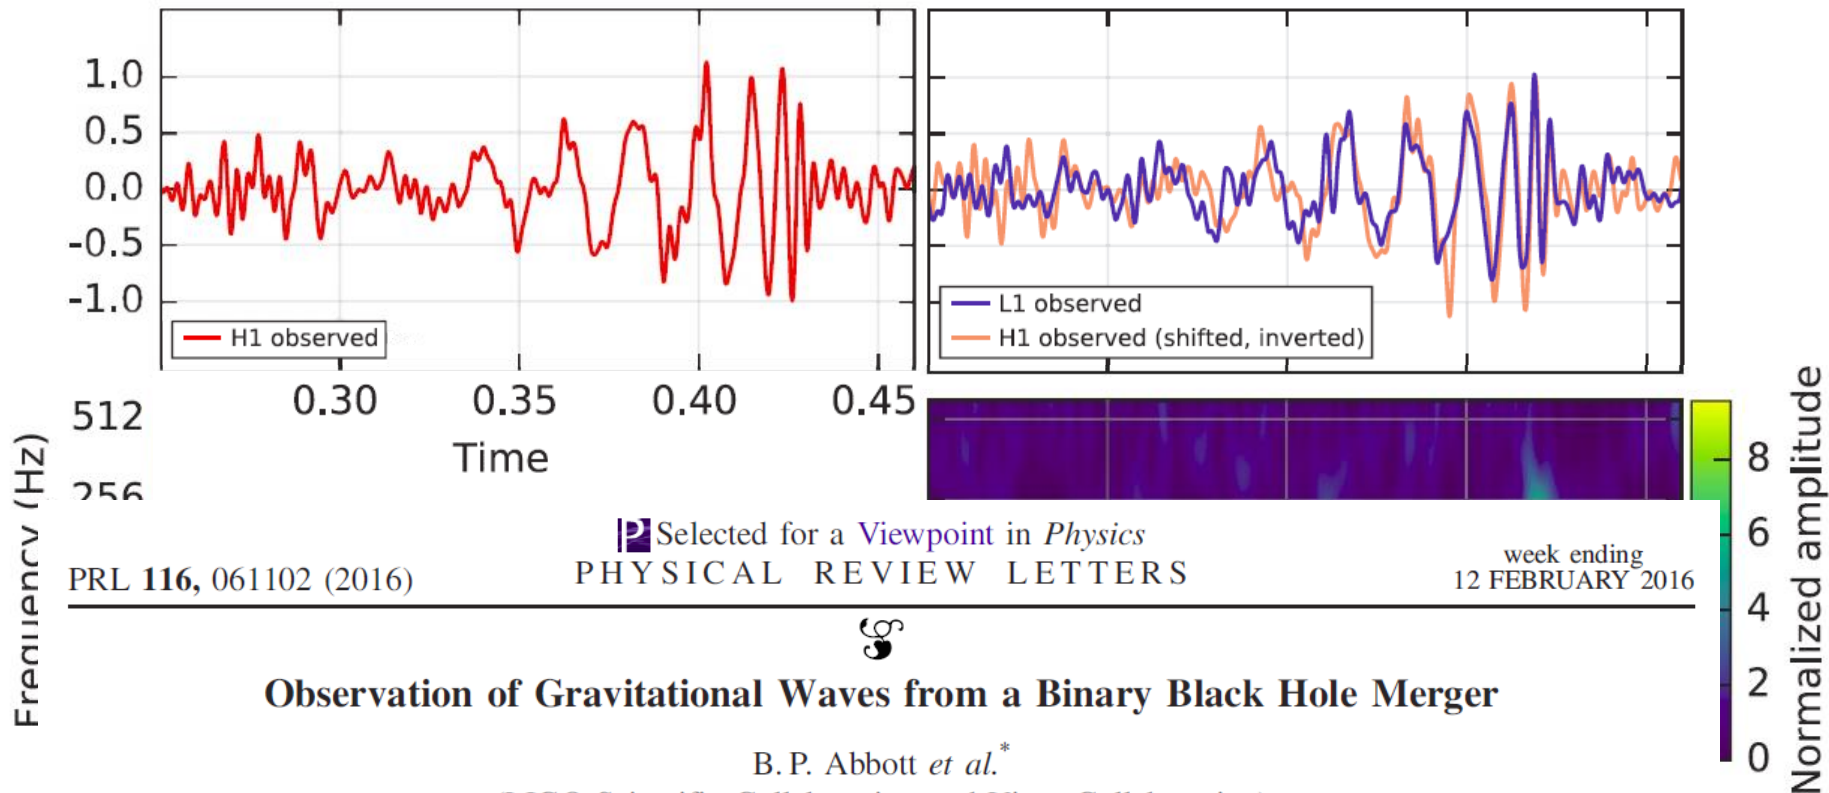 1.0
0.5
0.0
-0.5
-1.0
H1 observed
L1 observed
H1 observed (shifted, inverted)
0.30 0.35 0.40 0.45
Time
512
256
Frequency (Hz)
8
6
4
2
0
Normalized amplitude
Selected for a Viewpoint in Physics
PRL 116, 061102 (2016)
PHYSICAL REVIEW LETTERS
week ending
12 FEBRUARY 2016
Observation of Gravitational Waves from a Binary Black Hole Merger
B. P. Abbott et al.*